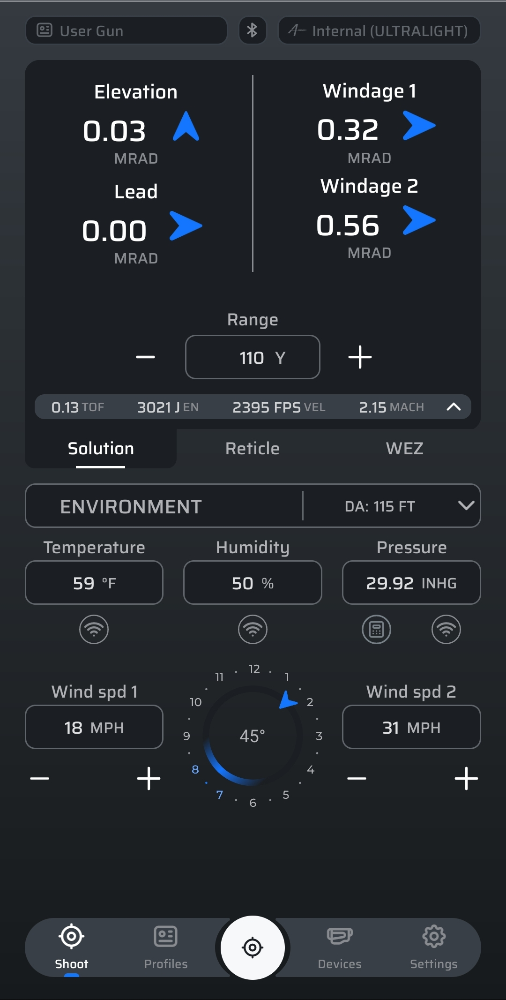 User Gun
Internal (ULTRALIGHT)
Elevation
0.03
MRAD
Lead
0.00
MRAD
Windage 1
0.32
MRAD
Windage 2
0.56
MRAD
Range
110 Y
0.13 TOF 3021 J EN 2395 FPS VEL 2.15 MACH
Solution Reticle WEZ
ENVIRONMENT DA: 115 FT
Temperature Humidity Pressure
59 °F 50 % 29.92 INHG
Wind spd 1
18 MPH
12
1
2
3
4
5
6
7
8
9
10
11
45°
Wind spd 2
31 MPH
Shoot Profiles Devices Settings